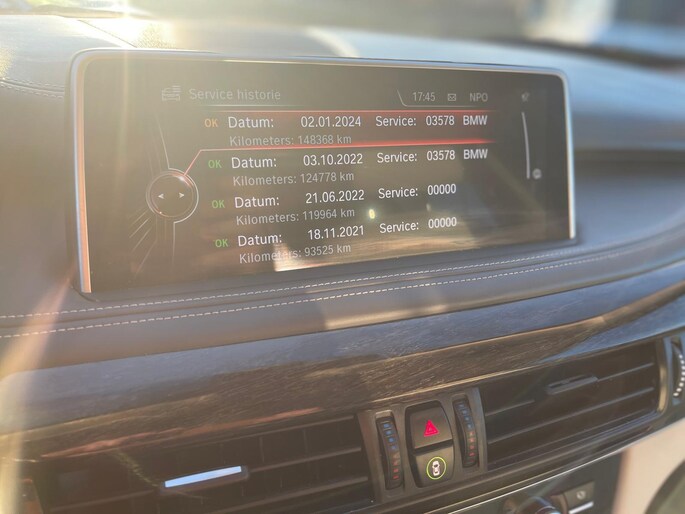 Service historie 17:45 NPO
OK Datum: 02.01.2024 Service: 03578 BMW
Kilometers: 148368 km
OK Datum: 03.10.2022 Service: 03578 BMW
Kilometers: 124778 km
OK Datum: 21.06.2022 Service: 00000
Kilometers: 119964 km
OK Datum: 18.11.2021 Service: 00000
Kilometers: 93525 km